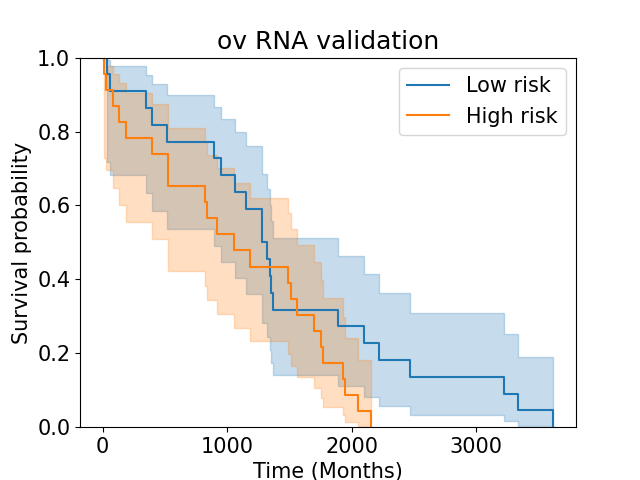 ov RNA validation
Low risk
High risk
Survival probability
1.0
0.8
0.6
0.4
0.2
0.0
0 1000 2000 3000
Time (Months)